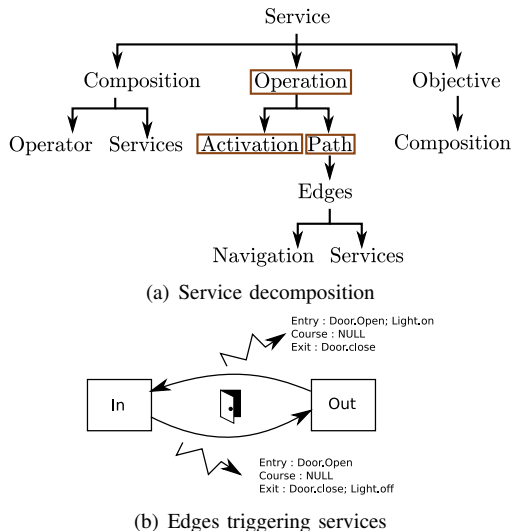 Service
Composition Operation Objective
Operator Services Activation Path Composition
Edges
Navigation Services
(a) Service decomposition
Entry : Door.Open; Light.on
Course : NULL
Exit : Door.close
In
Out
Entry : Door.Open
Course : NULL
Exit : Door.close; Light.off
(b) Edges triggering services